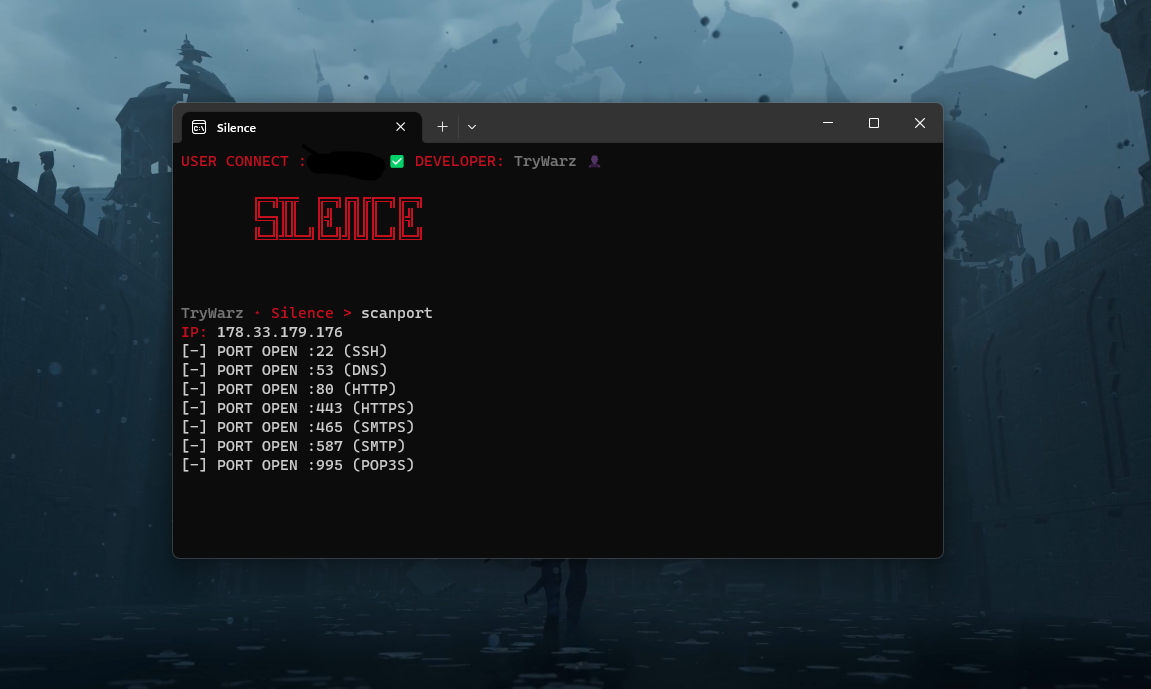 Silence
USER CONNECT : ✅ DEVELOPER: TryWarz 👤
SILENCE
TryWarz · Silence > scanport
IP: 178.33.179.176
[-] PORT OPEN :22 (SSH)
[-] PORT OPEN :53 (DNS)
[-] PORT OPEN :80 (HTTP)
[-] PORT OPEN :443 (HTTPS)
[-] PORT OPEN :465 (SMTPS)
[-] PORT OPEN :587 (SMTP)
[-] PORT OPEN :995 (POP3S)